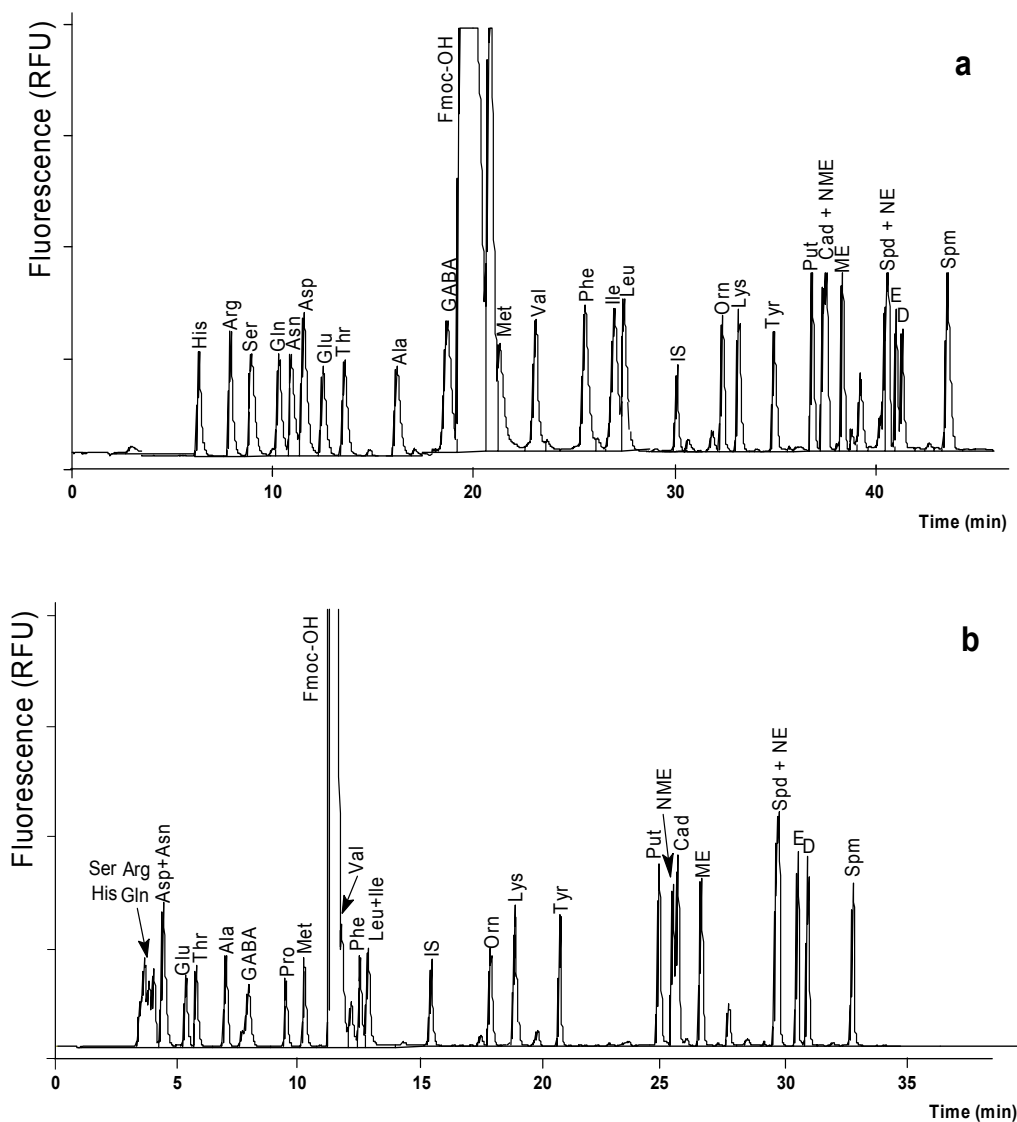 a
Fluorescence (RFU)
His
Arg
Ser
Gln
Asn
Asp
Glu
Thr
Ala
GABA
Fmoc-OH
Met
Val
Phe
Ile
Leu
IS
Orn
Lys
Tyr
Put
Cad + NME
ME
Spd + NE
E
D
Spm
0 10 20 30 40
Time (min)
b
Fluorescence (RFU)
Ser Arg
His Gln
Asp+Asn
Glu
Thr
Ala
GABA
Pro
Met
Fmoc-OH
Val
Phe
Leu+Ile
IS
Orn
Lys
Tyr
Put
NME
Cad
ME
Spd + NE
E
D
Spm
0 5 10 15 20 25 30 35
Time (min)